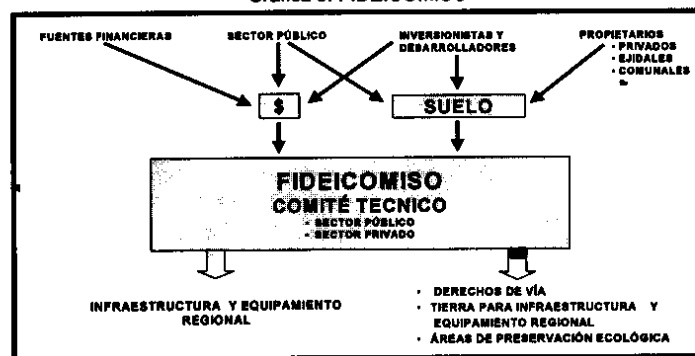 FUENTES FINANCIERAS
SECTOR PÚBLICO
INVERSIONISTAS Y
DESARROLLADORES
PROPIETARIOS
· PRIVADOS
· EJIDALES
· COMUNALES
$
SUELO
FIDEICOMISO
COMITÉ TECNICO
· SECTOR PÚBLICO
· SECTOR PRIVADO
INFRAESTRUCTURA Y EQUIPAMIENTO
REGIONAL
· DERECHOS DE VÍA
· TIERRA PARA INFRAESTRUCTURA Y
EQUIPAMIENTO REGIONAL
· ÁREAS DE PRESERVACIÓN ECOLÓGICA